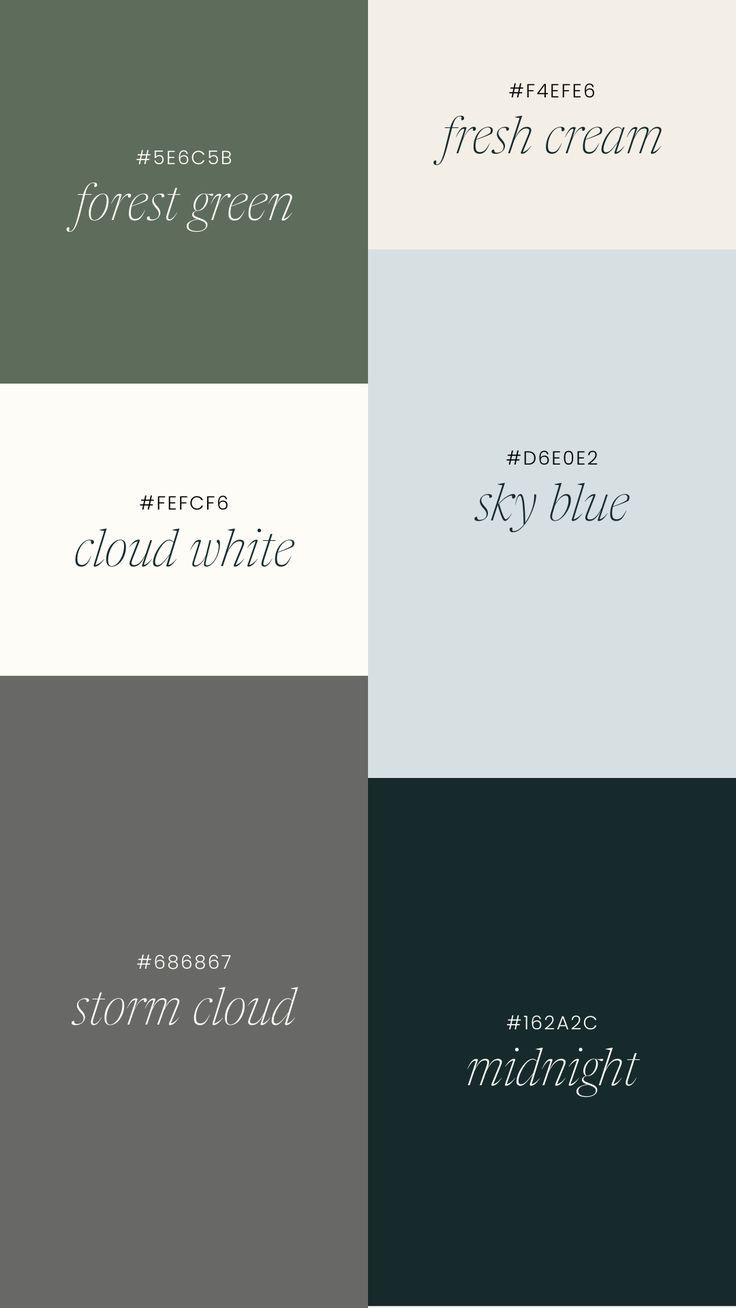 #5E6C5B
forest green
#F4EFE6
fresh cream
#FEFCF6
cloud white
#D6E0E2
sky blue
#686867
storm cloud
#162A2C
midnight